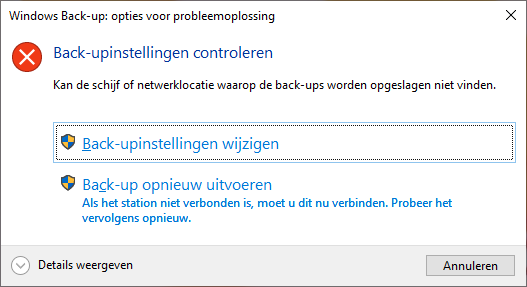 Windows Back-up: opties voor probleemoplossing
Back-upinstellingen controleren
Kan de schijf of netwerklocatie waarop de back-ups worden opgeslagen niet vinden.
Back-upinstellingen wijzigen
Back-up opnieuw uitvoeren
Als het station niet verbonden is, moet u dit nu verbinden. Probeer het
vervolgens opnieuw.
Details weergeven
Annuleren